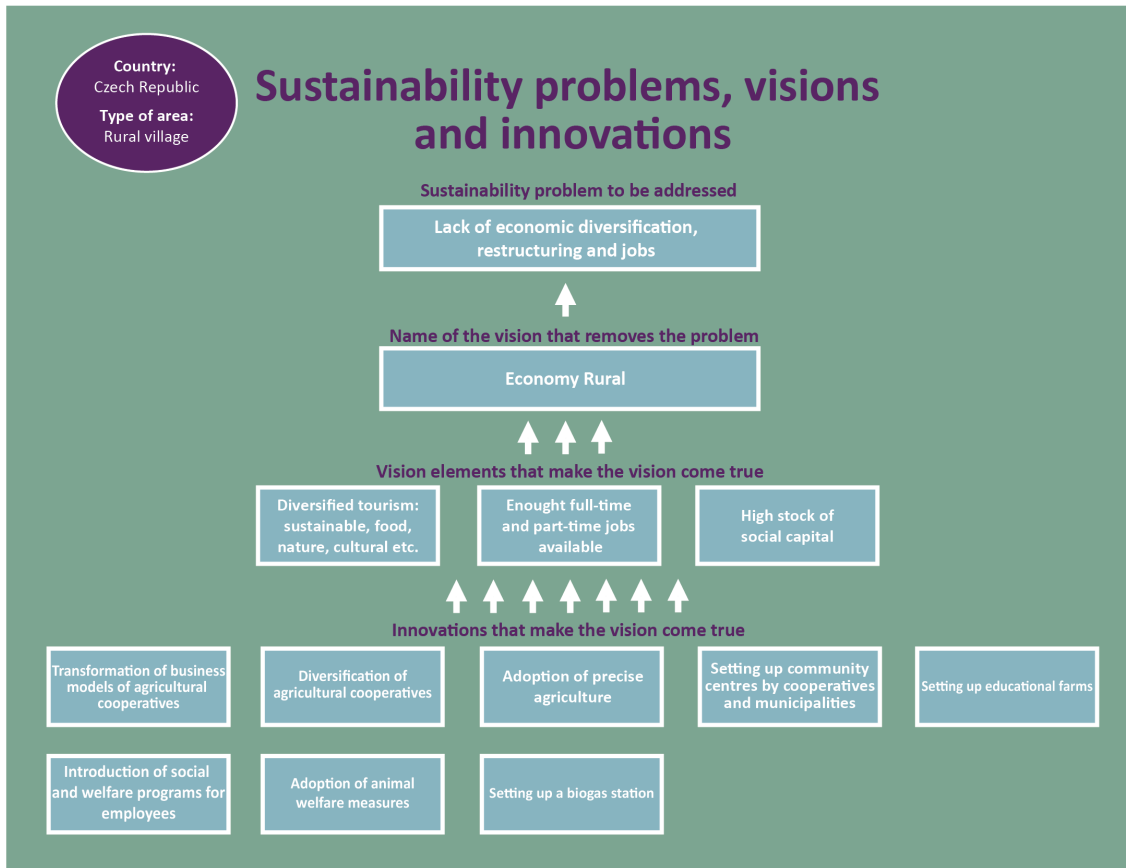 Country:
Czech Republic
Type of area:
Rural village
Sustainability problems, visions
and innovations
Sustainability problem to be addressed
Lack of economic diversification,
restructuring and jobs
Name of the vision that removes the problem
Economy Rural
Vision elements that make the vision come true
Diversified tourism:
sustainable, food,
nature, cultural etc.
Enought full-time
and part-time jobs
available
High stock of
social capital
Innovations that make the vision come true
Transformation of business
models of agricultural
cooperatives
Diversification of
agricultural cooperatives
Adoption of precise
agriculture
Setting up community
centres by cooperatives
and municipalities
Setting up educational farms
Introduction of social
and welfare programs for
employees
Adoption of animal
welfare measures
Setting up a biogas station